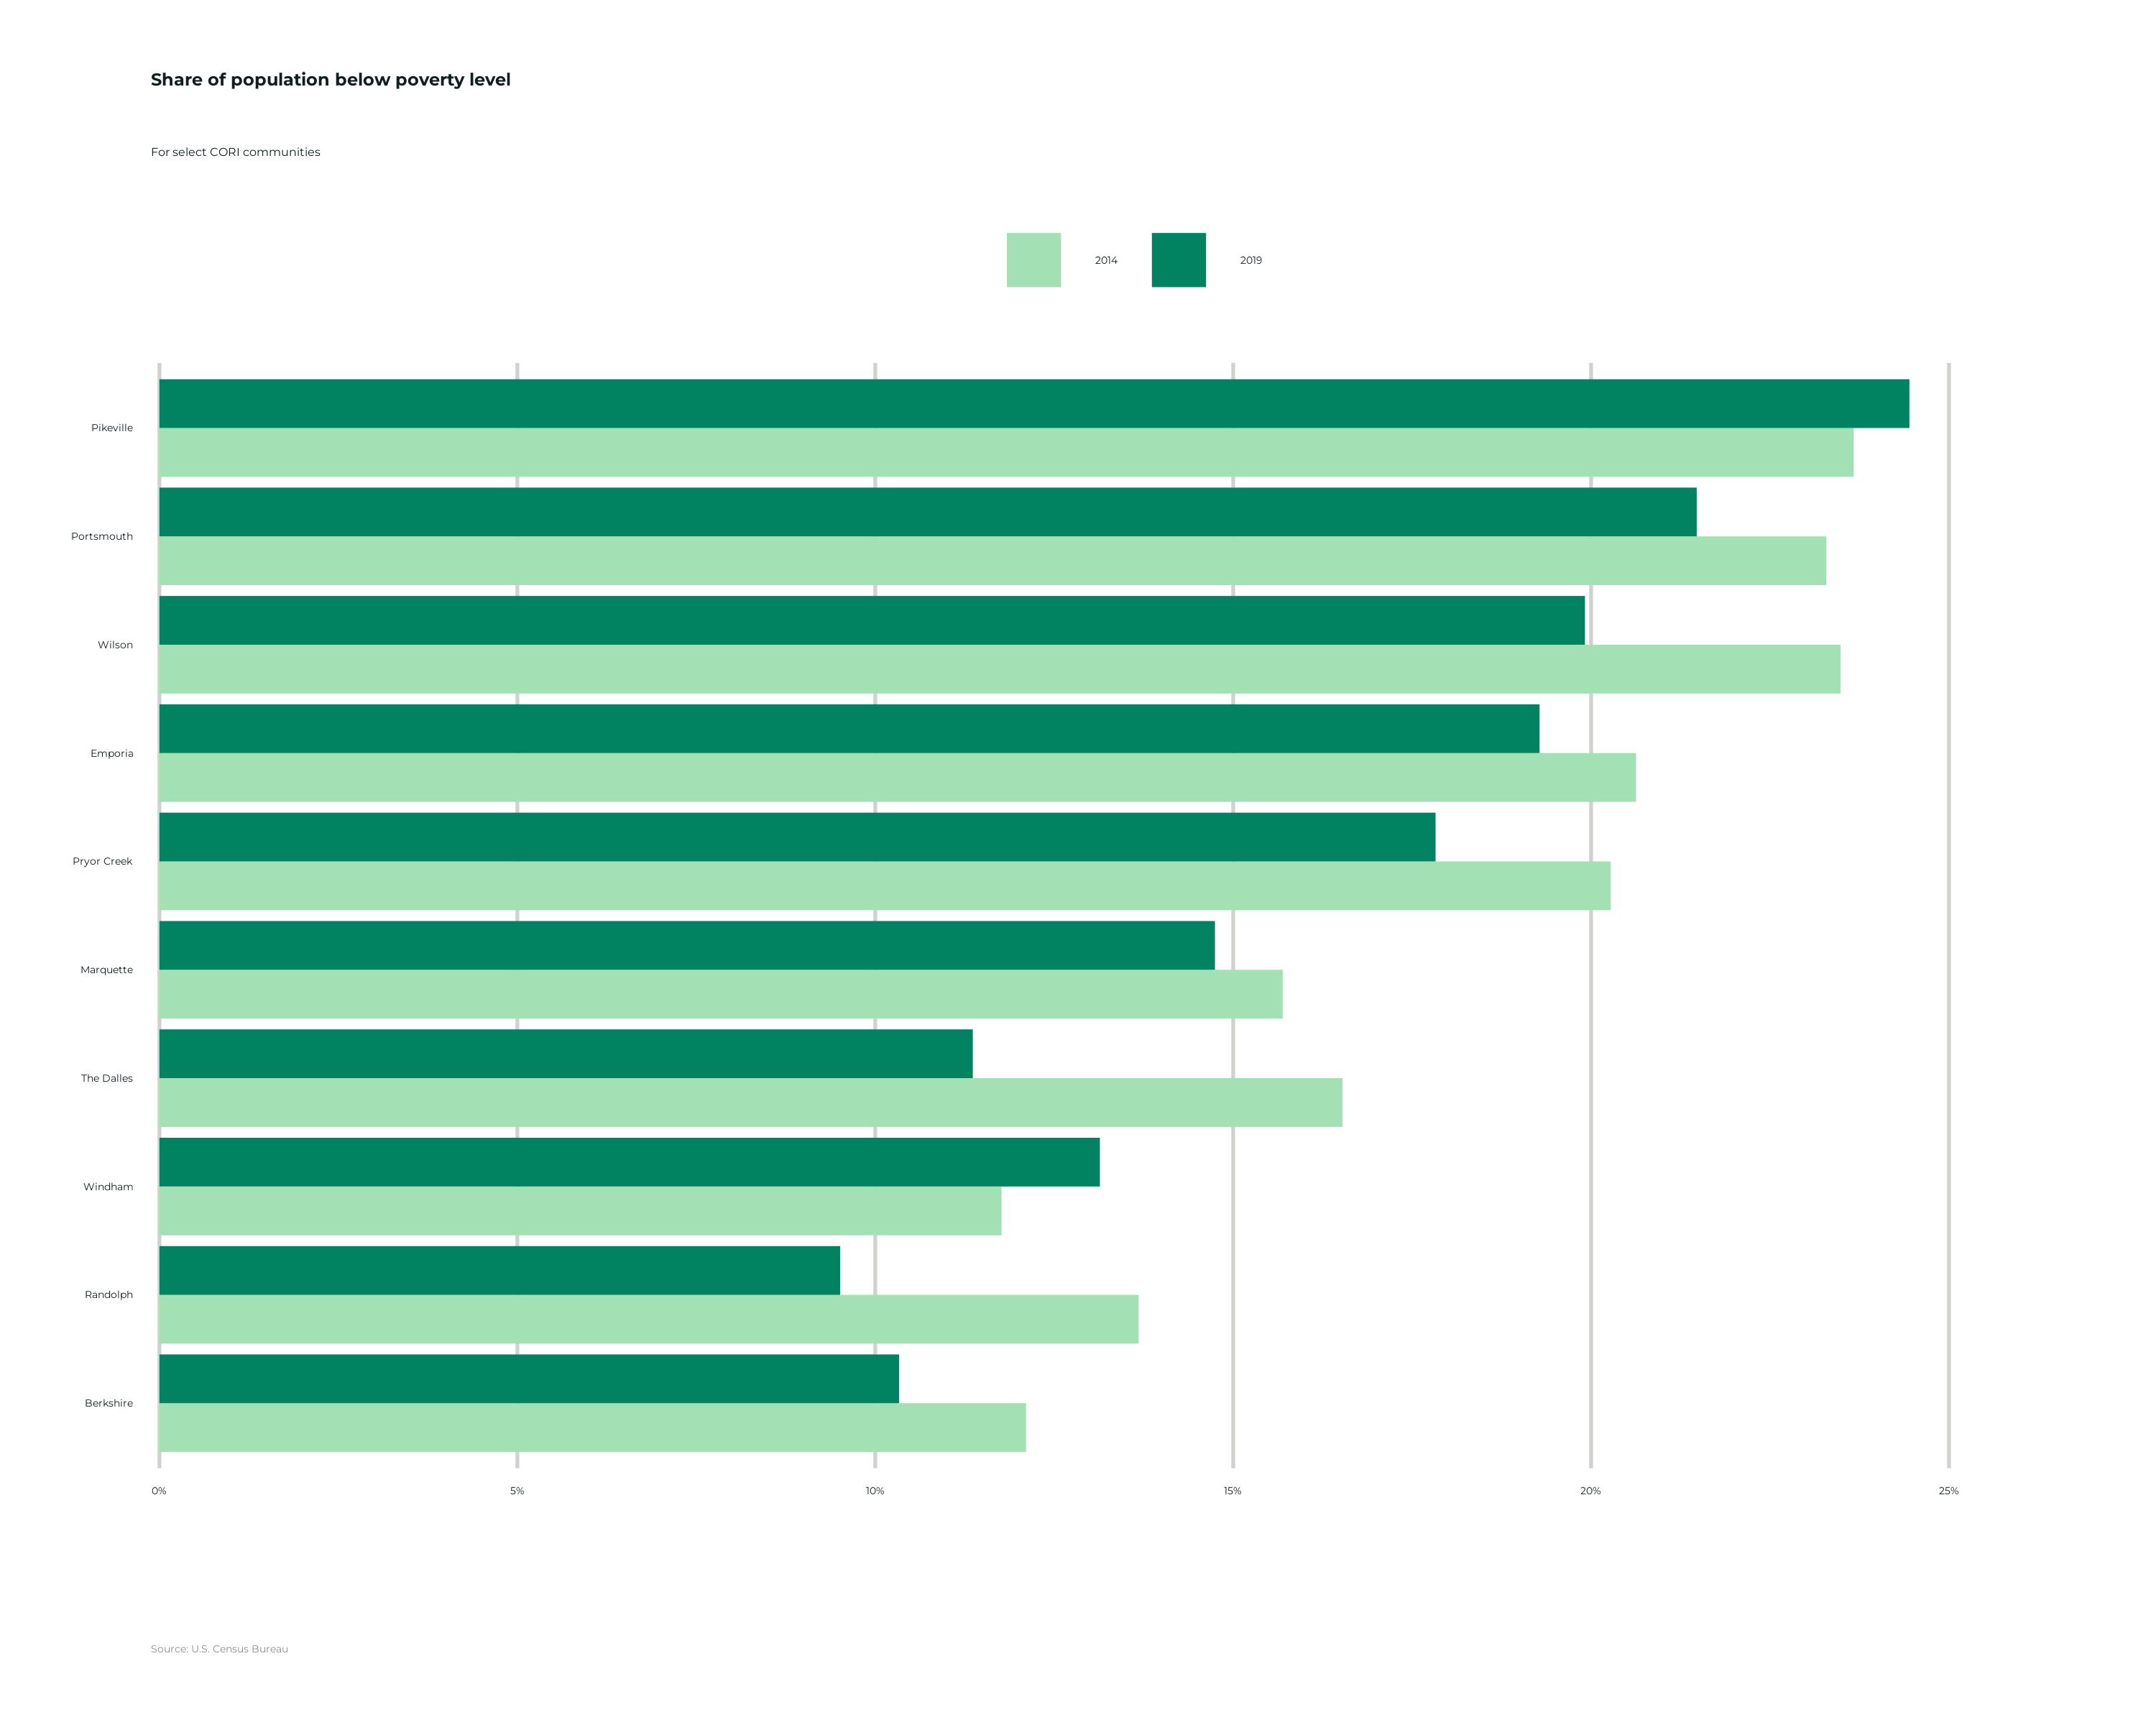 Share of population below poverty level
For select CORI communities
2014 2019
Pikeville
Portsmouth
Wilson
Emporia
Pryor Creek
Marquette
The Dalles
Windham
Randolph
Berkshire
0% 5% 10% 15% 20% 25%
Source: U.S. Census Bureau